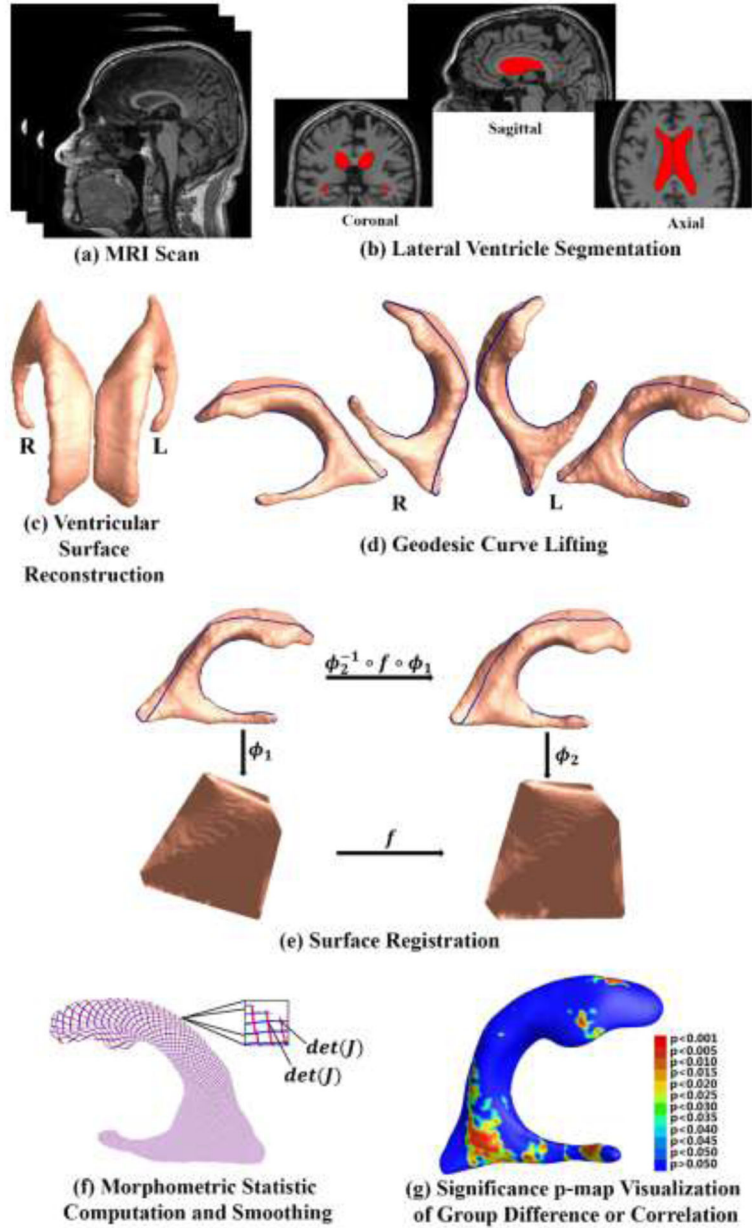 Sagittal
Coronal
Axial
(a) MRI Scan
(b) Lateral Ventricle Segmentation
R
L
(c) Ventricular
Surface
Reconstruction
R
L
(d) Geodesic Curve Lifting
ϕ₂⁻¹ ∘ f ∘ ϕ₁
ϕ₁
ϕ₂
f
(e) Surface Registration
det(J)
det(J)
(f) Morphometric Statistic
Computation and Smoothing
p<0.001
p<0.005
p<0.010
p<0.015
p<0.020
p<0.025
p<0.030
p<0.035
p<0.040
p<0.045
p<0.050
p>0.050
(g) Significance p-map Visualization
of Group Difference or Correlation